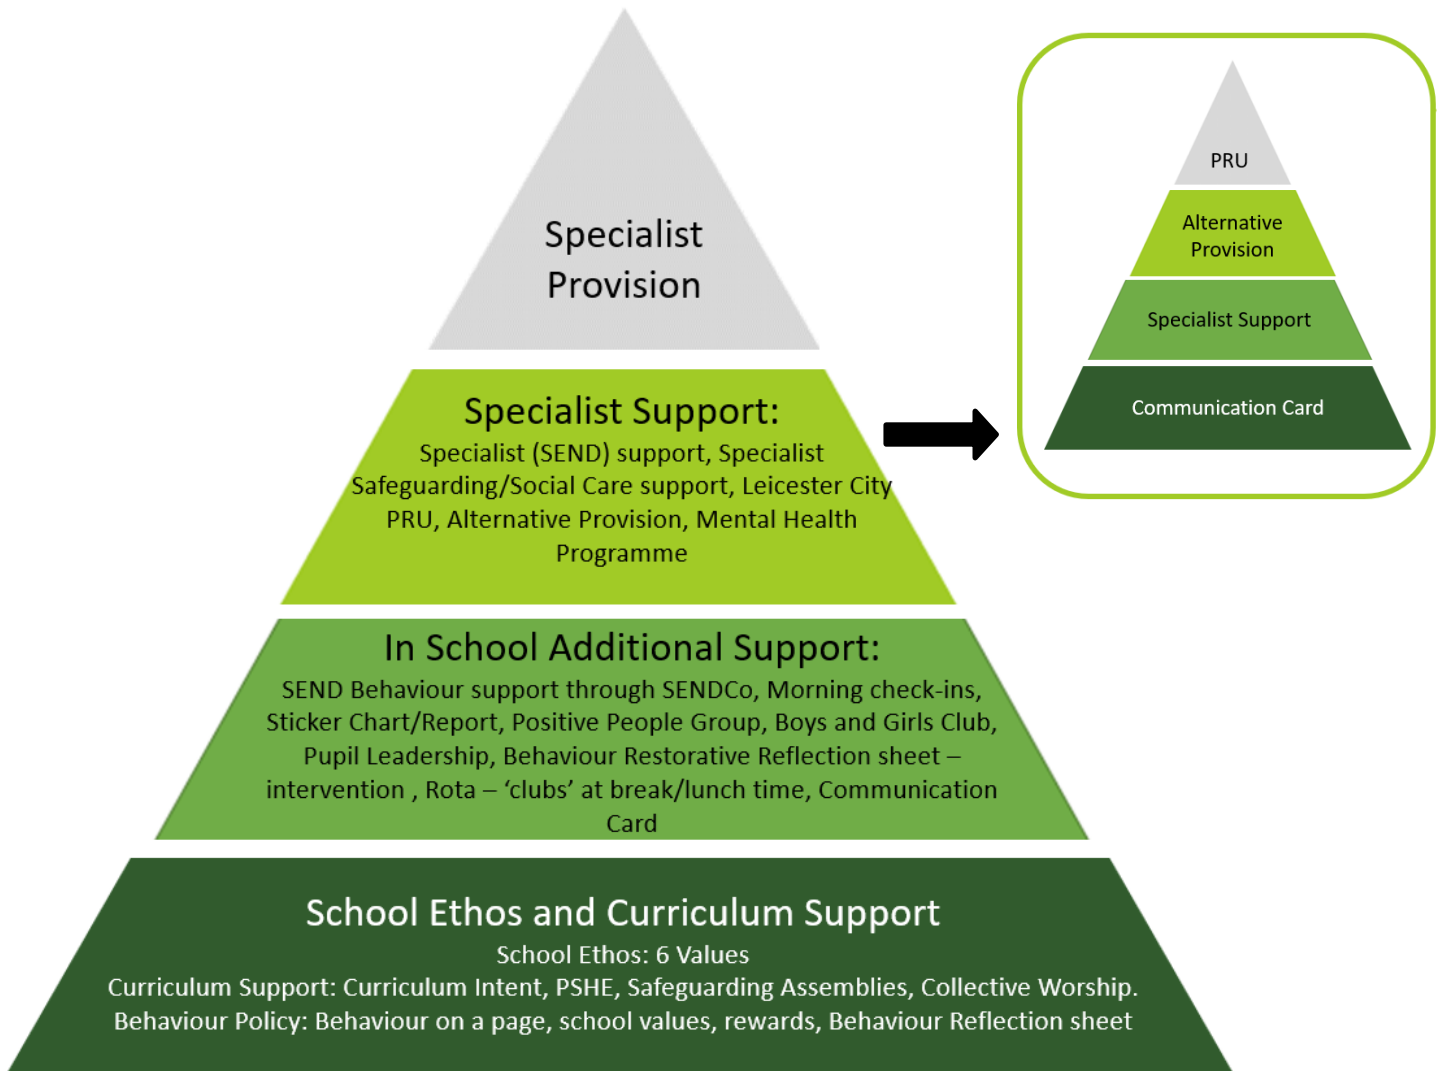 Specialist
Provision
Specialist Support:
Specialist (SEND) support, Specialist
Safeguarding/Social Care support, Leicester City
PRU, Alternative Provision, Mental Health
Programme
In School Additional Support:
SEND Behaviour support through SENDCo, Morning check-ins,
Sticker Chart/Report, Positive People Group, Boys and Girls Club,
Pupil Leadership, Behaviour Restorative Reflection sheet –
intervention , Rota – ‘clubs’ at break/lunch time, Communication
Card
School Ethos and Curriculum Support
School Ethos: 6 Values
Curriculum Support: Curriculum Intent, PSHE, Safeguarding Assemblies, Collective Worship.
Behaviour Policy: Behaviour on a page, school values, rewards, Behaviour Reflection sheet
PRU
Alternative
Provision
Specialist Support
Communication Card